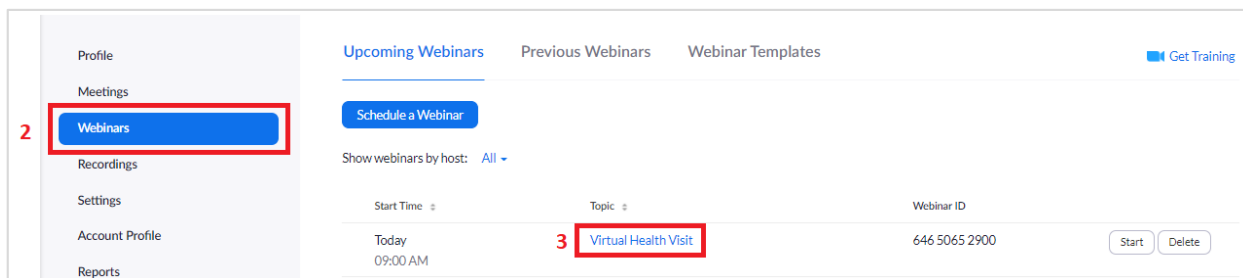 Profile
Meetings
2
Webinars
Recordings
Settings
Account Profile
Reports
Upcoming Webinars Previous Webinars Webinar Templates Get Training
Schedule a Webinar
Show webinars by host: All
Start Time Topic Webinar ID
Today 3 Virtual Health Visit 646 5065 2900 Start Delete
09:00 AM